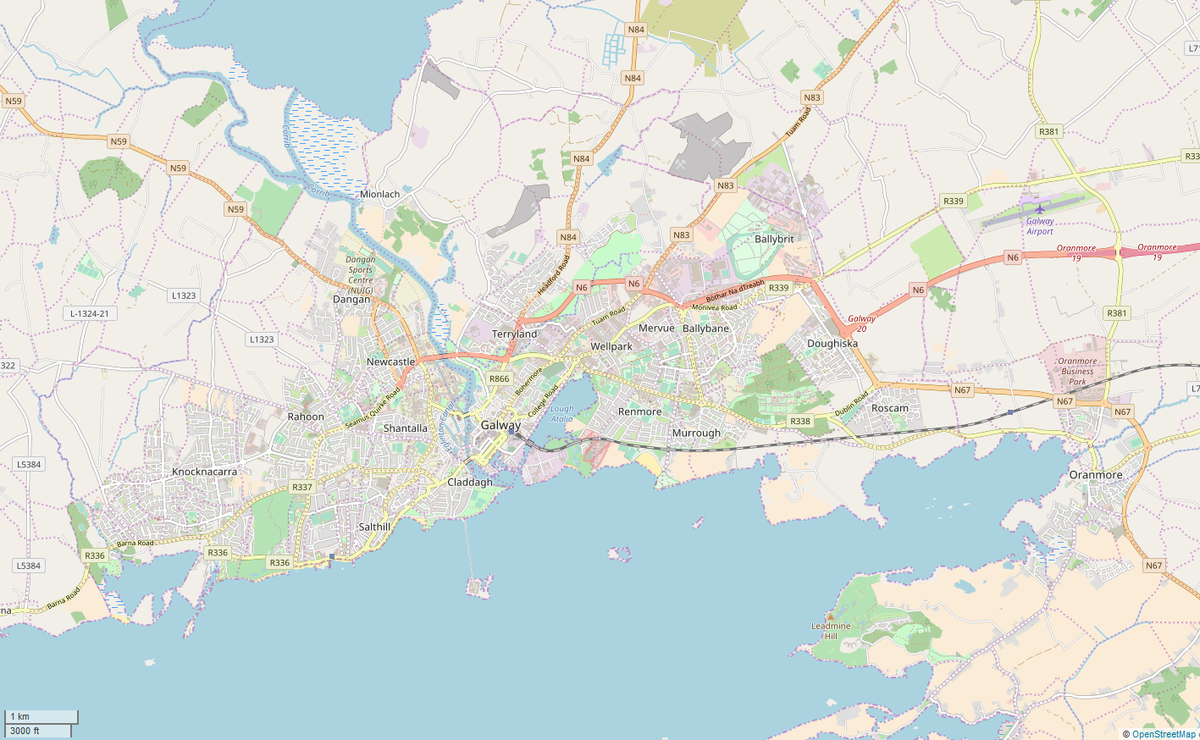 N84
L71
N84
N59
N83
Tuam Road
R381
Corrib
N59
N84
R33
N59
N83
Corrib
Mionlach
R339
N59
Galway
Airport
N84
N83
Ballybrit
Oranmore
19
Oranmore
19
N6
Dangan
Sports
Centre
(NUIG)
Headford Road
N6
N6
Bóthar Na dTreabh
R339
N6
L1323
Dangan
Monivea Road
L-1324-21
Tuam Road
Galway
20
R381
Terryland
Mervue
Ballybane
L1323
Wellpark
Doughiska
322
Newcastle
Oranmore
Business
Park
R866
Bohermore
College Road
N67
L7
Seamus Quirke Road
Dublin Road
N67
N67
Rahoon
Lough
Atalia
Renmore
Roscam
R338
Shantalla
Galway
Murrough
L5384
Knocknacarra
Oranmore
Claddagh
R337
Salthill
Barna Road
R336
R336
R336
L5384
N67
Barna Road
na
Leadmine
Hill
1 km
3000 ft
© OpenStreetMap